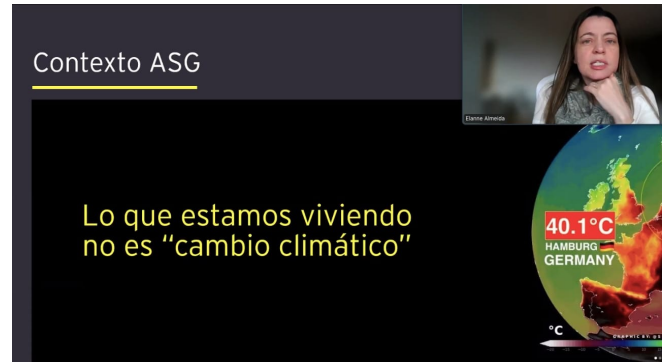 Contexto ASG
Elanne Almeida
Lo que estamos viviendo
no es “cambio climático”
40.1°C
HAMBURG
GERMANY
°C